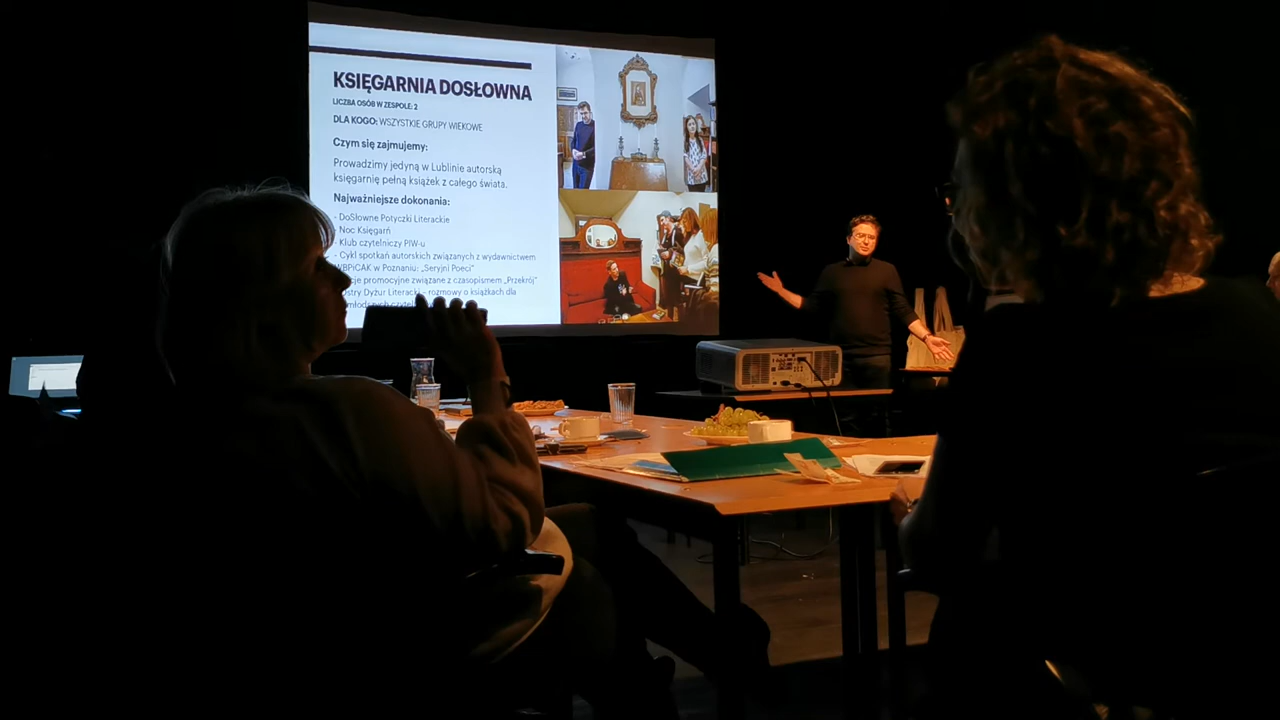 KSIĘGARNIA DOSŁOWNA
LICZBA OSÓB W ZESPOLE: 2
DLA KOGO: WSZYSTKIE GRUPY WIEKOWE
Czym się zajmujemy:
Prowadzimy jedyną w Lublinie autorską
księgarnię pełną książek z całego świata.
Najważniejsze dokonania:
- DoSłowne Potyczki Literackie
- Noc Księgarń
- Klub czytelniczy PIW-u
- Cykl spotkań autorskich związanych z wydawnictwem
WBPiCAK w Poznaniu: „Seryjni Poeci"
cje promocyjne związane z czasopismem „Przekrój"
Ostry Dyżur Literacki - rozmowy o książkach dla